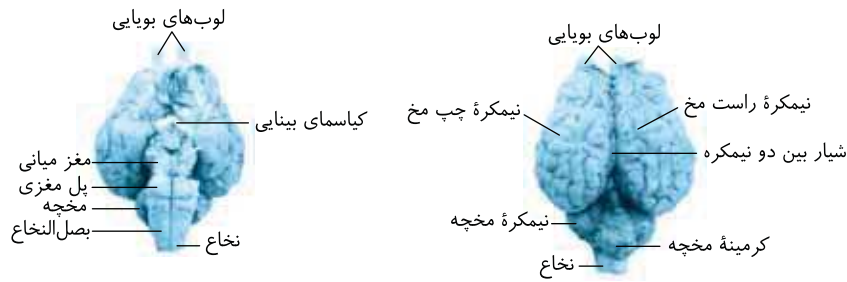 لوب‌های بویایی
کیاسمای بینایی
مغز میانی
پل مغزی
مخچه
بصل‌النخاع
نخاع
لوب‌های بویایی
نیمکرهٔ راست مخ
نیمکرهٔ چپ مخ
شیار بین دو نیمکره
نیمکرهٔ مخچه
کرمینهٔ مخچه
نخاع